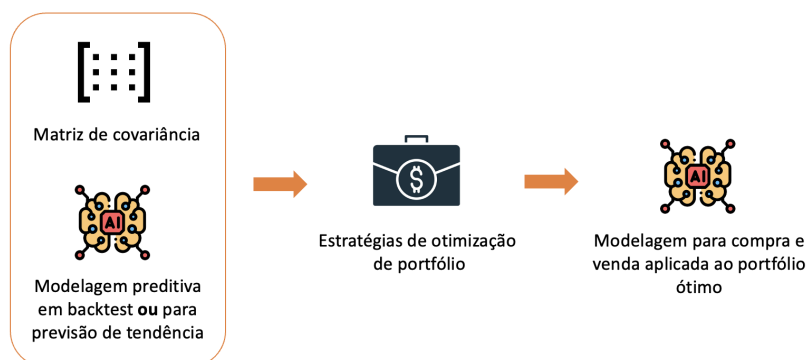 Matriz de covariância
AI
Modelagem preditiva
em backtest ou para
previsão de tendência
$
Estratégias de otimização
de portfólio
AI
Modelagem para compra e
venda aplicada ao portfólio
ótimo